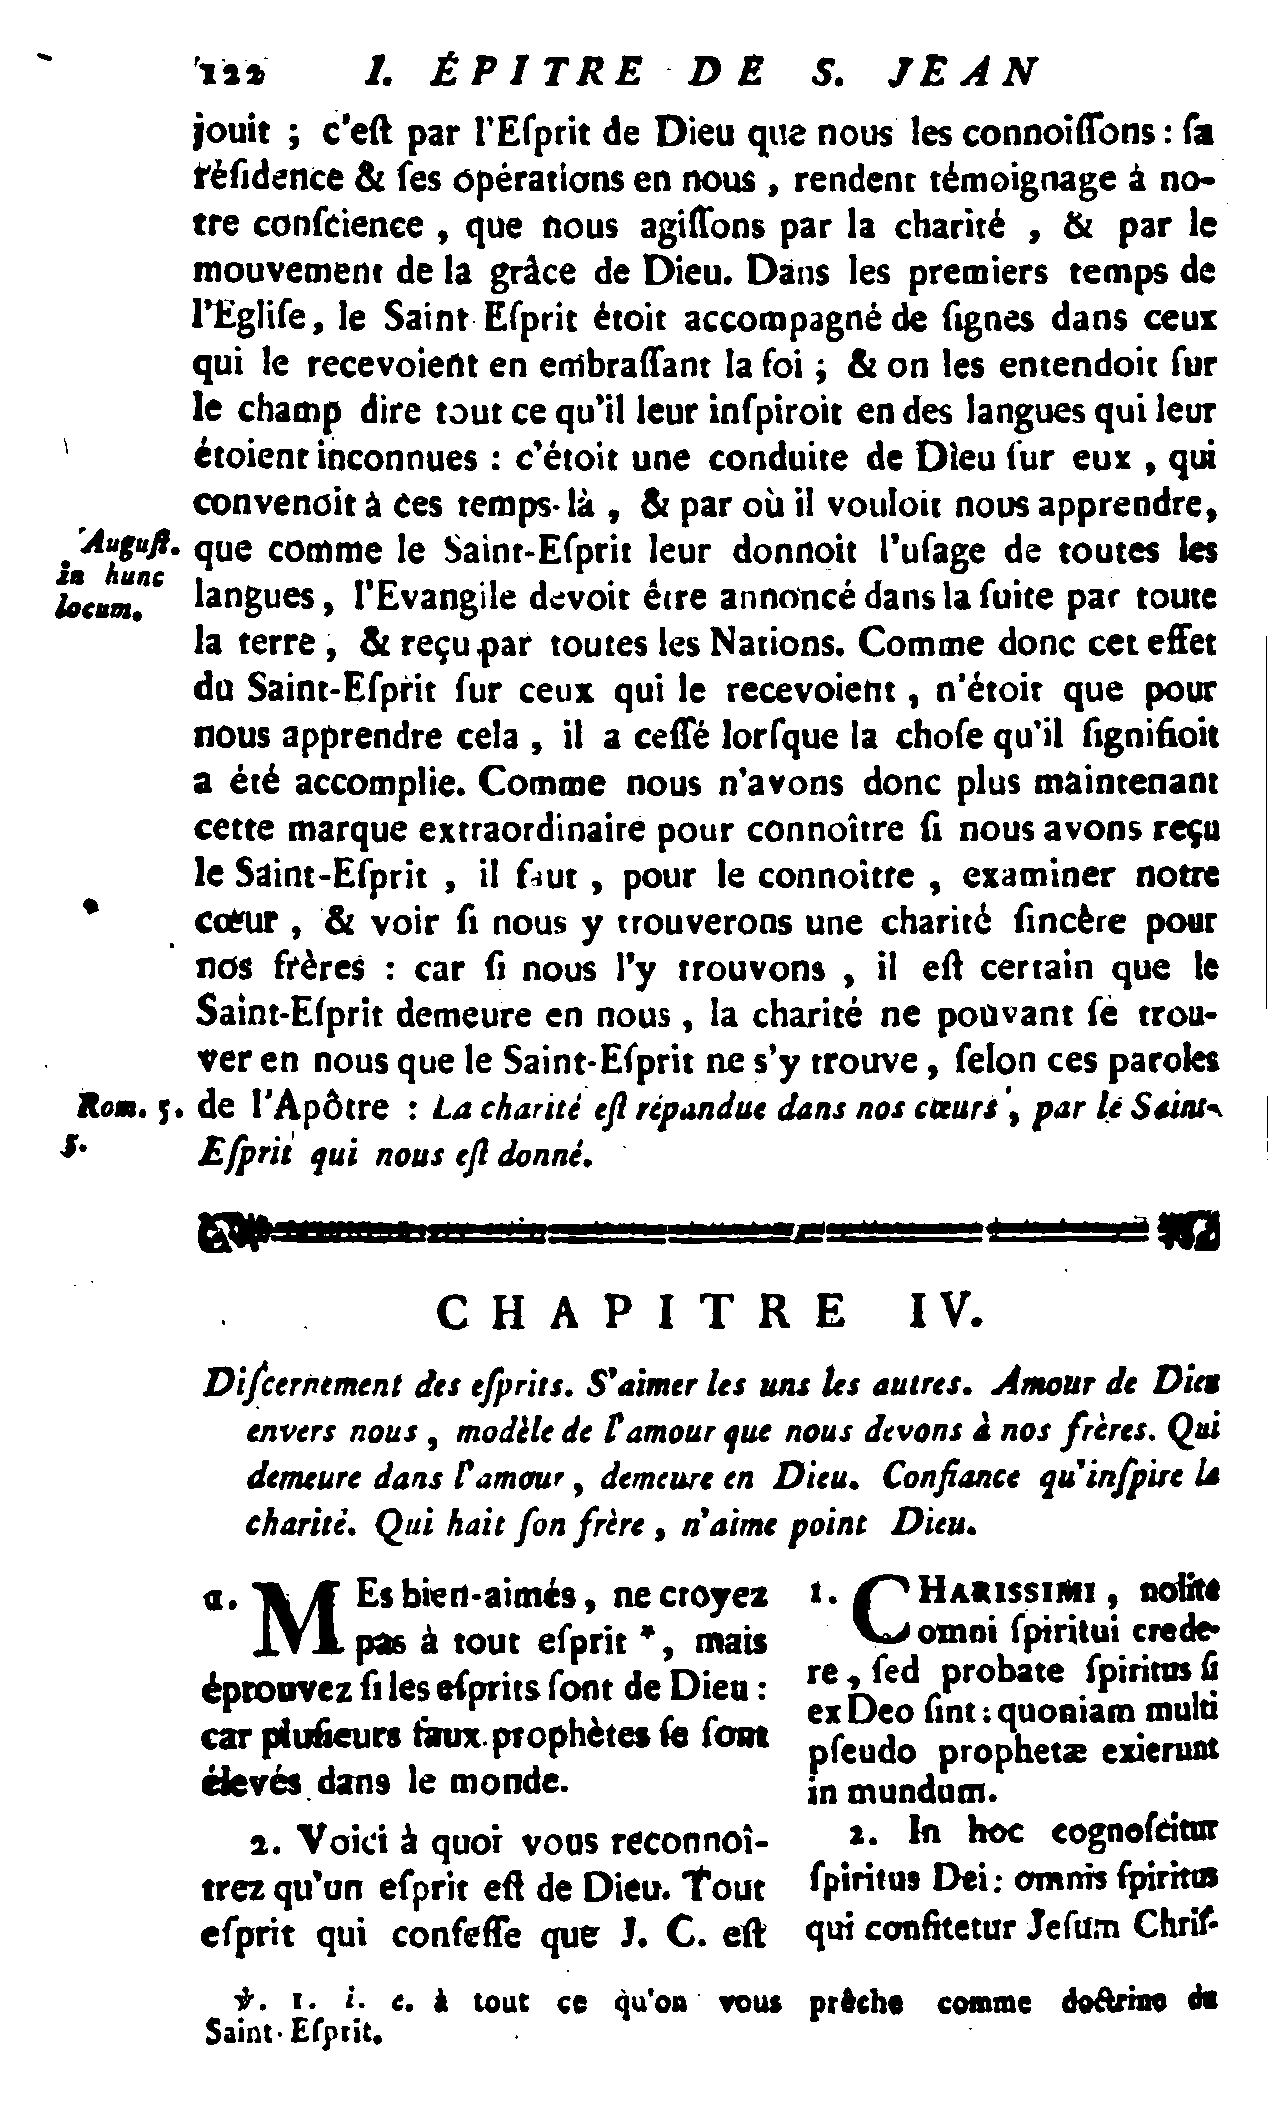 122 I. ÉPITRE DE S. JEAN
jouit ; c'eſt par l'Eſprit de Dieu que nous les connoiſſons : ſa
réſidence & ſes opérations en nous , rendent témoignage à no-
tre conſcience , que nous agiſſons par la charité , & par le
mouvement de la grâce de Dieu. Dans les premiers temps de
l'Egliſe, le Saint Eſprit étoit accompagné de ſignes dans ceux
qui le recevoient en embraſſant la foi ; & on les entendoit ſur
le champ dire tout ce qu'il leur inſpiroit en des langues qui leur
étoient inconnues : c'étoit une conduite de Dieu ſur eux , qui
convenoit à ces temps-là , & par où il vouloit nous apprendre,
que comme le Saint-Eſprit leur donnoit l'uſage de toutes les
langues, l'Evangile devoit être annoncé dans la ſuite par toute
la terre , & reçu par toutes les Nations. Comme donc cet effet
du Saint-Eſprit ſur ceux qui le recevoient , n'étoit que pour
nous apprendre cela , il a ceſſé lorſque la choſe qu'il ſignifioit
a été accomplie. Comme nous n'avons donc plus maintenant
cette marque extraordinaire pour connoître ſi nous avons reçu
le Saint-Eſprit , il faut , pour le connoître , examiner notre
cœur , & voir ſi nous y trouverons une charité ſincère pour
nos frères : car ſi nous l'y trouvons , il eſt certain que le
Saint-Eſprit demeure en nous , la charité ne pouvant ſe trou-
ver en nous que le Saint-Eſprit ne s'y trouve, ſelon ces paroles
de l'Apôtre : La charité eſt répandue dans nos cœurs, par le Saint-
Eſprit qui nous eſt donné.
Auguſt.
in hunc
locum.
Rom. 5.
5.
CHAPITRE IV.
Diſcernement des eſprits. S'aimer les uns les autres. Amour de Dieu
envers nous , modèle de l'amour que nous devons à nos frères. Qui
demeure dans l'amour , demeure en Dieu. Confiance qu'inſpire la
charité. Qui hait ſon frère , n'aime point Dieu.
1. MEs bien-aimés, ne croyez
pas à tout eſprit *, mais
éprouvez ſi les eſprits ſont de Dieu :
car pluſieurs faux prophètes ſe ſont
élevés dans le monde.
2. Voici à quoi vous reconnoî-
trez qu'un eſprit eſt de Dieu. Tout
eſprit qui confeſſe que J. C. eſt
1. CHARISSIMI , nolite
omni ſpiritui crede-
re, ſed probate ſpiritus ſi
ex Deo ſint : quoniam multi
pſeudo prophetæ exierunt
in mundum.
2. In hoc cognoſcitur
ſpiritus Dei : omnis ſpiritus
qui confitetur Jeſum Chriſ-
℣. 1. i. e. à tout ce qu'on vous prêche comme doctrine du
Saint-Eſprit.